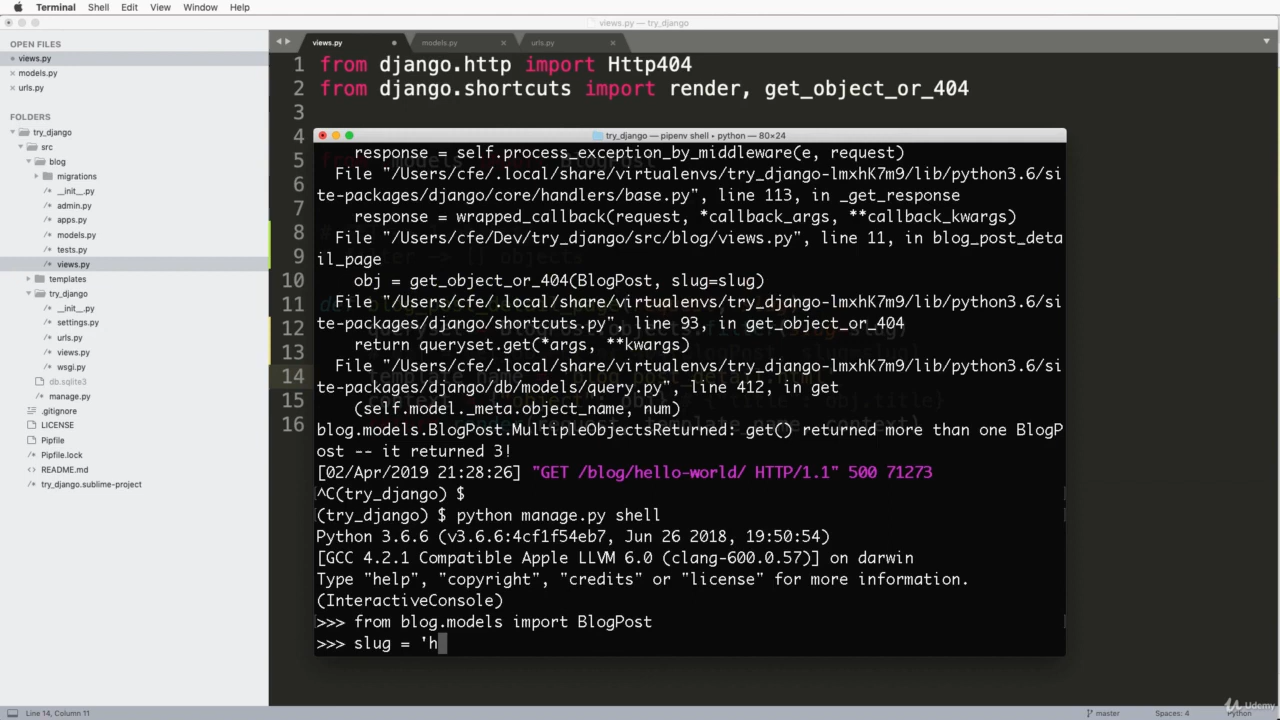 Terminal Shell Edit View Window Help
views.py — try_django
OPEN FILES
views.py
models.py
urls.py
FOLDERS
try_django
src
blog
migrations
__init__.py
admin.py
apps.py
models.py
tests.py
views.py
templates
try_django
__init__.py
settings.py
urls.py
views.py
wsgi.py
db.sqlite3
manage.py
.gitignore
LICENSE
Pipfile
Pipfile.lock
README.md
try_django.sublime-project
views.py models.py urls.py
1 from django.http import Http404
2 from django.shortcuts import render, get_object_or_404
3
4
5
6
7
8
9
10
11
12
13
14
15
16
try_django — pipenv shell • python — 80×24
response = self.process_exception_by_middleware(e, request)
File "/Users/cfe/.local/share/virtualenvs/try_django-lmxhK7m9/lib/python3.6/si
te-packages/django/core/handlers/base.py", line 113, in _get_response
response = wrapped_callback(request, *callback_args, **callback_kwargs)
File "/Users/cfe/Dev/try_django/src/blog/views.py", line 11, in blog_post_deta
il_page
obj = get_object_or_404(BlogPost, slug=slug)
File "/Users/cfe/.local/share/virtualenvs/try_django-lmxhK7m9/lib/python3.6/si
te-packages/django/shortcuts.py", line 93, in get_object_or_404
return queryset.get(*args, **kwargs)
File "/Users/cfe/.local/share/virtualenvs/try_django-lmxhK7m9/lib/python3.6/si
te-packages/django/db/models/query.py", line 412, in get
(self.model._meta.object_name, num)
blog.models.BlogPost.MultipleObjectsReturned: get() returned more than one BlogP
ost -- it returned 3!
[02/Apr/2019 21:28:26] "GET /blog/hello-world/ HTTP/1.1" 500 71273
^C(try_django) $
(try_django) $ python manage.py shell
Python 3.6.6 (v3.6.6:4cf1f54eb7, Jun 26 2018, 19:50:54)
[GCC 4.2.1 Compatible Apple LLVM 6.0 (clang-600.0.57)] on darwin
Type "help", "copyright", "credits" or "license" for more information.
(InteractiveConsole)
>>> from blog.models import BlogPost
>>> slug = 'h
Line 14, Column 11
master
Spaces: 4
Python
Udemy